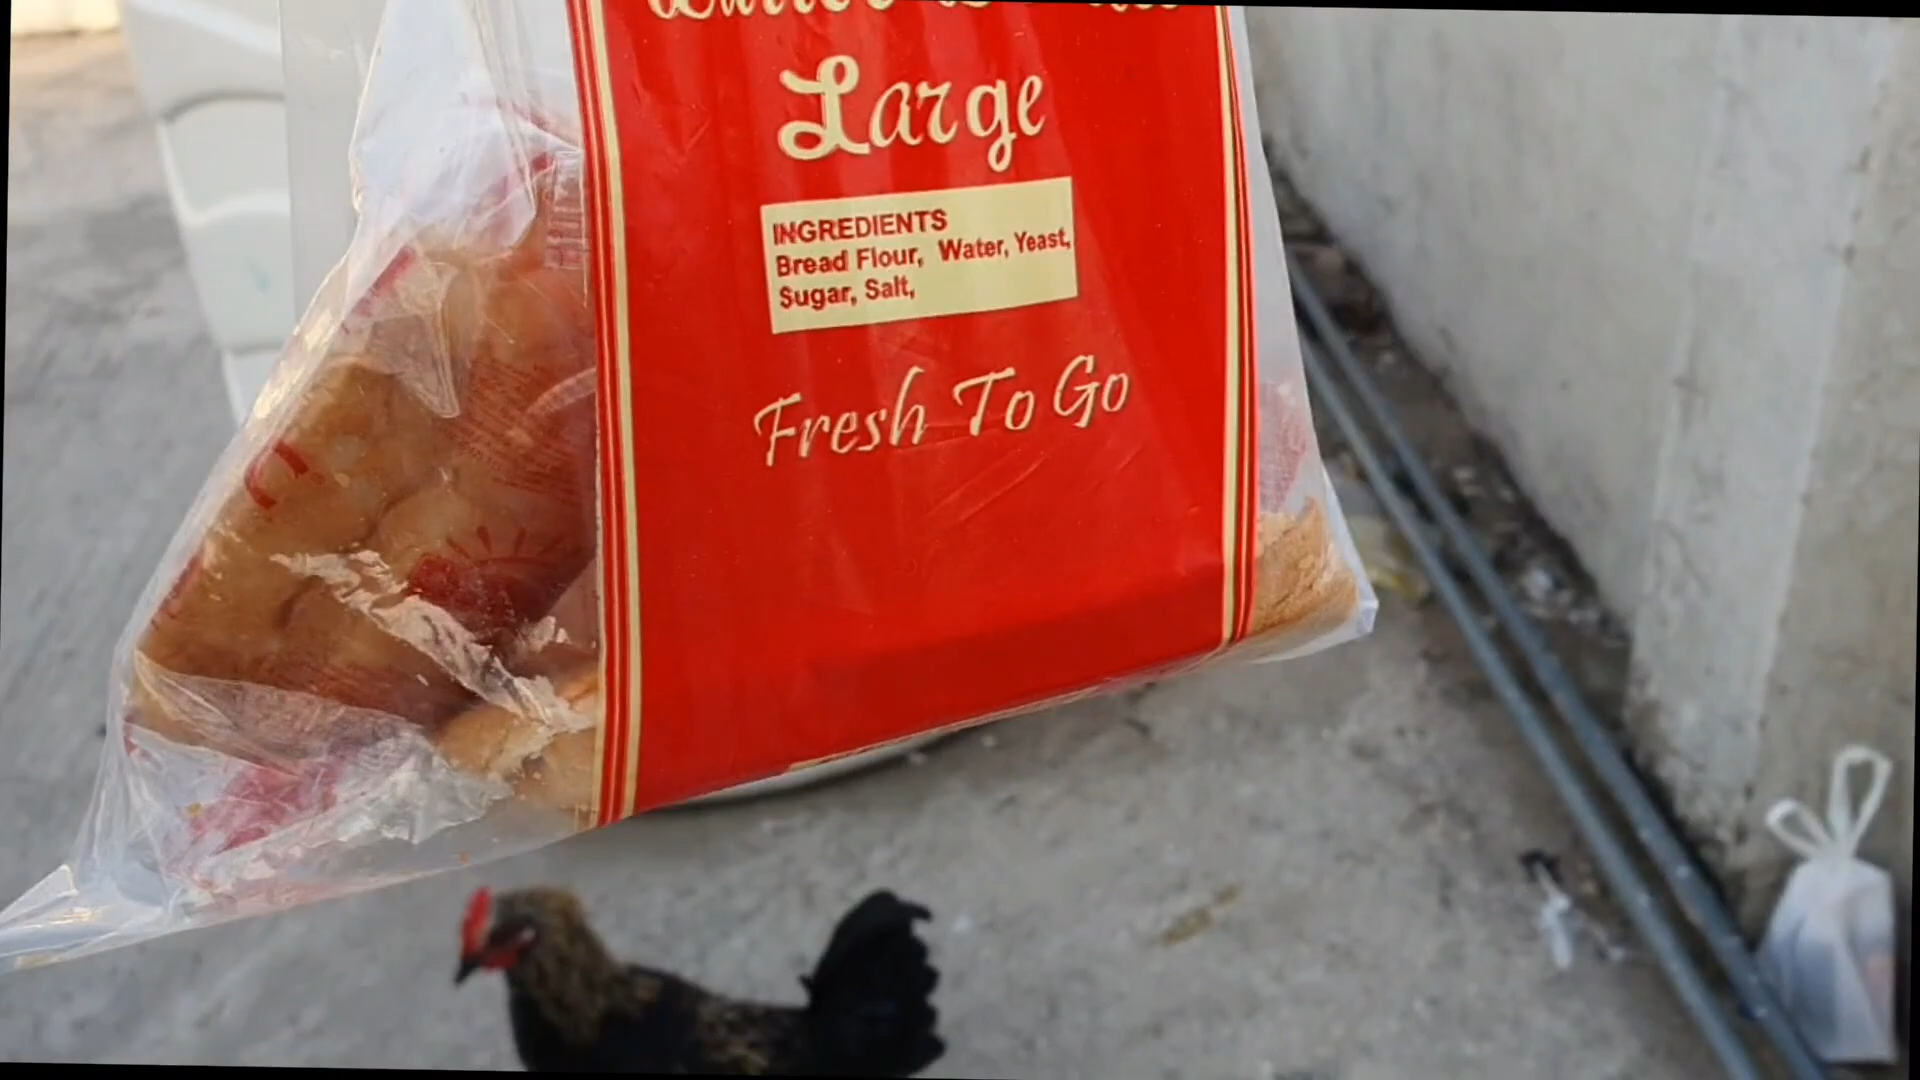 Large
INGREDIENTS
Bread Flour, Water, Yeast,
Sugar, Salt,
Fresh To Go